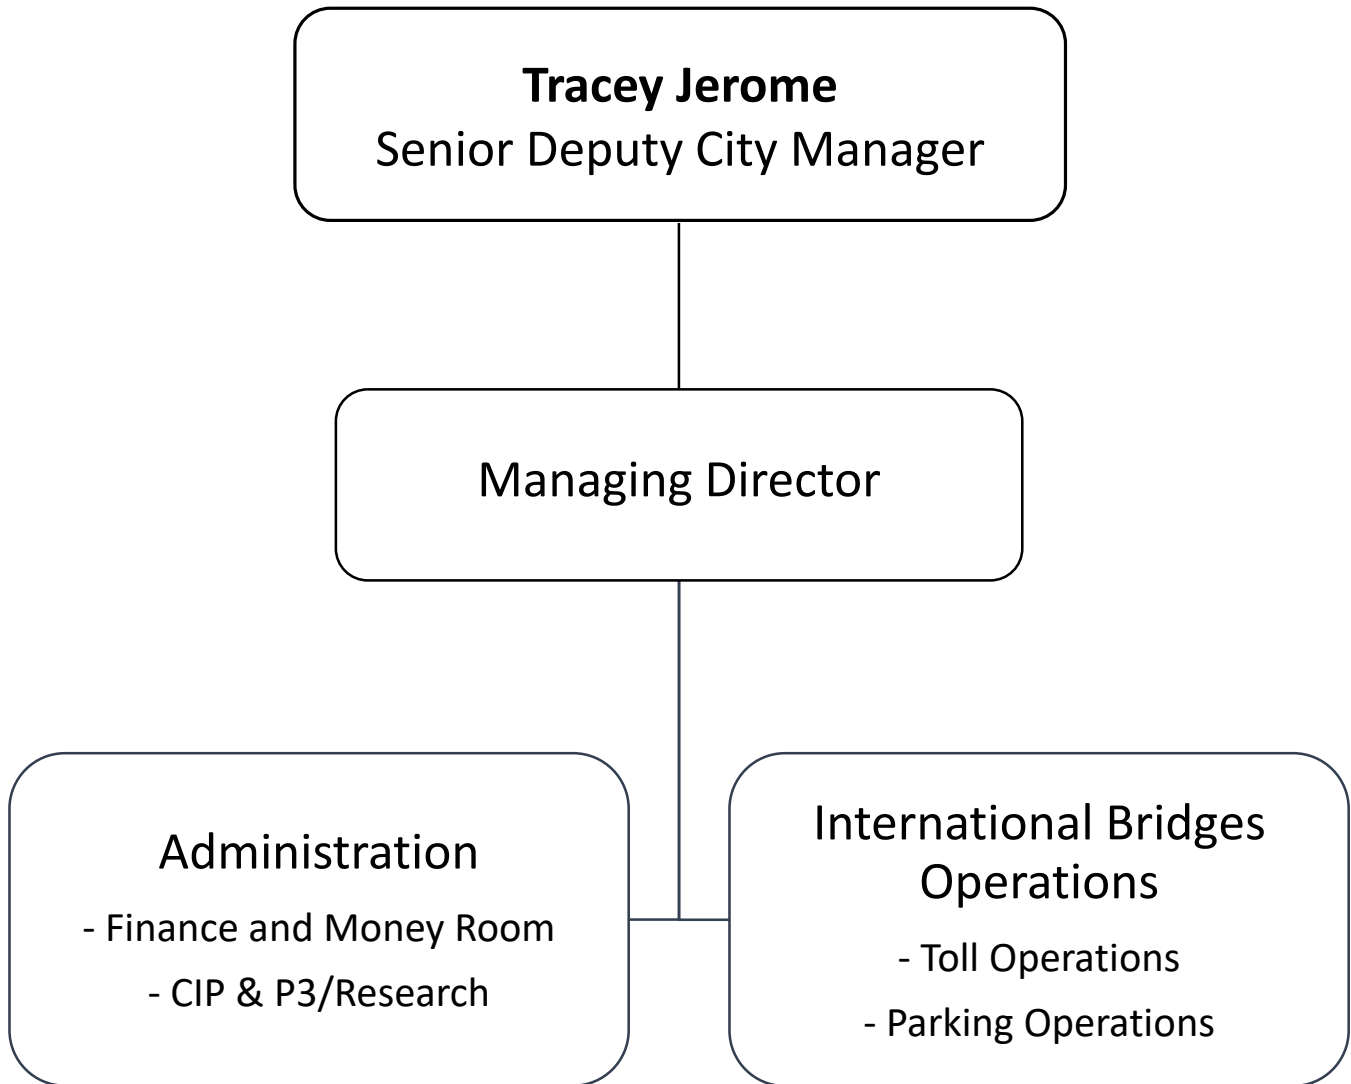 Tracey Jerome
Senior Deputy City Manager
Managing Director
Administration
- Finance and Money Room
- CIP & P3/Research
International Bridges
Operations
- Toll Operations
- Parking Operations